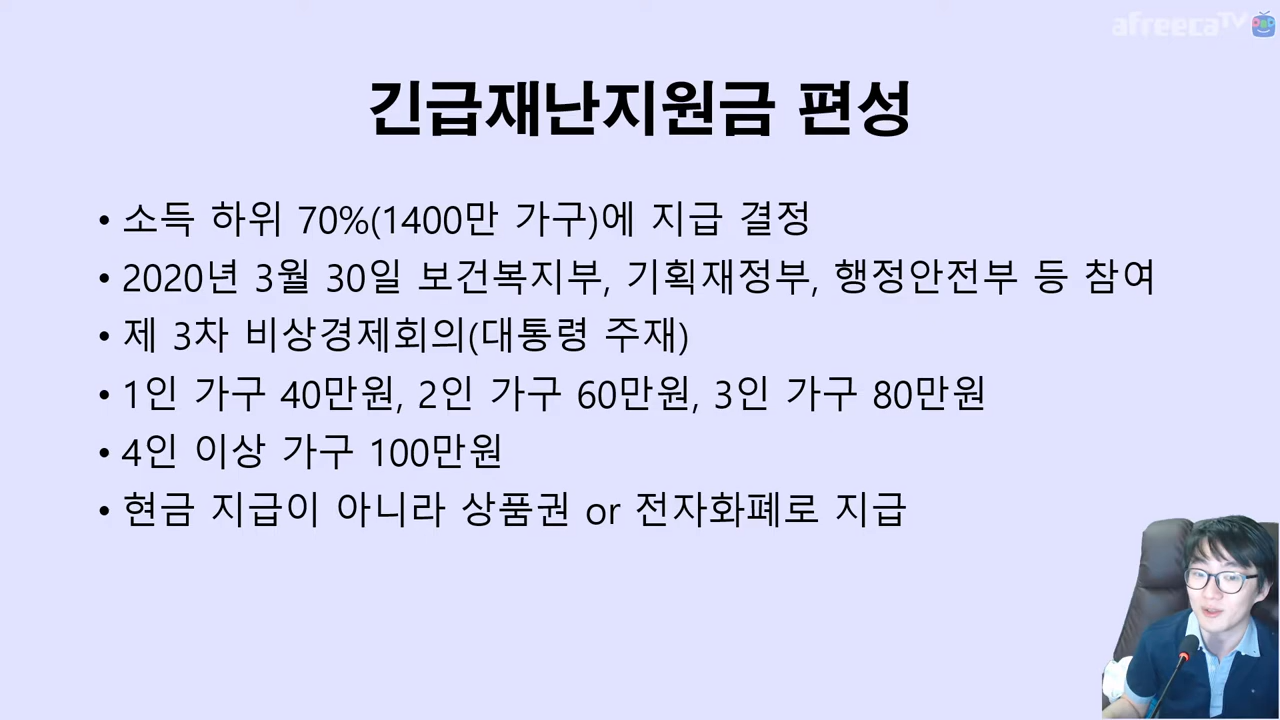 afreecaTV
긴급재난지원금 편성
• 소득 하위 70%(1400만 가구)에 지급 결정
• 2020년 3월 30일 보건복지부, 기획재정부, 행정안전부 등 참여
• 제 3차 비상경제회의(대통령 주재)
• 1인 가구 40만원, 2인 가구 60만원, 3인 가구 80만원
• 4인 이상 가구 100만원
• 현금 지급이 아니라 상품권 or 전자화폐로 지급